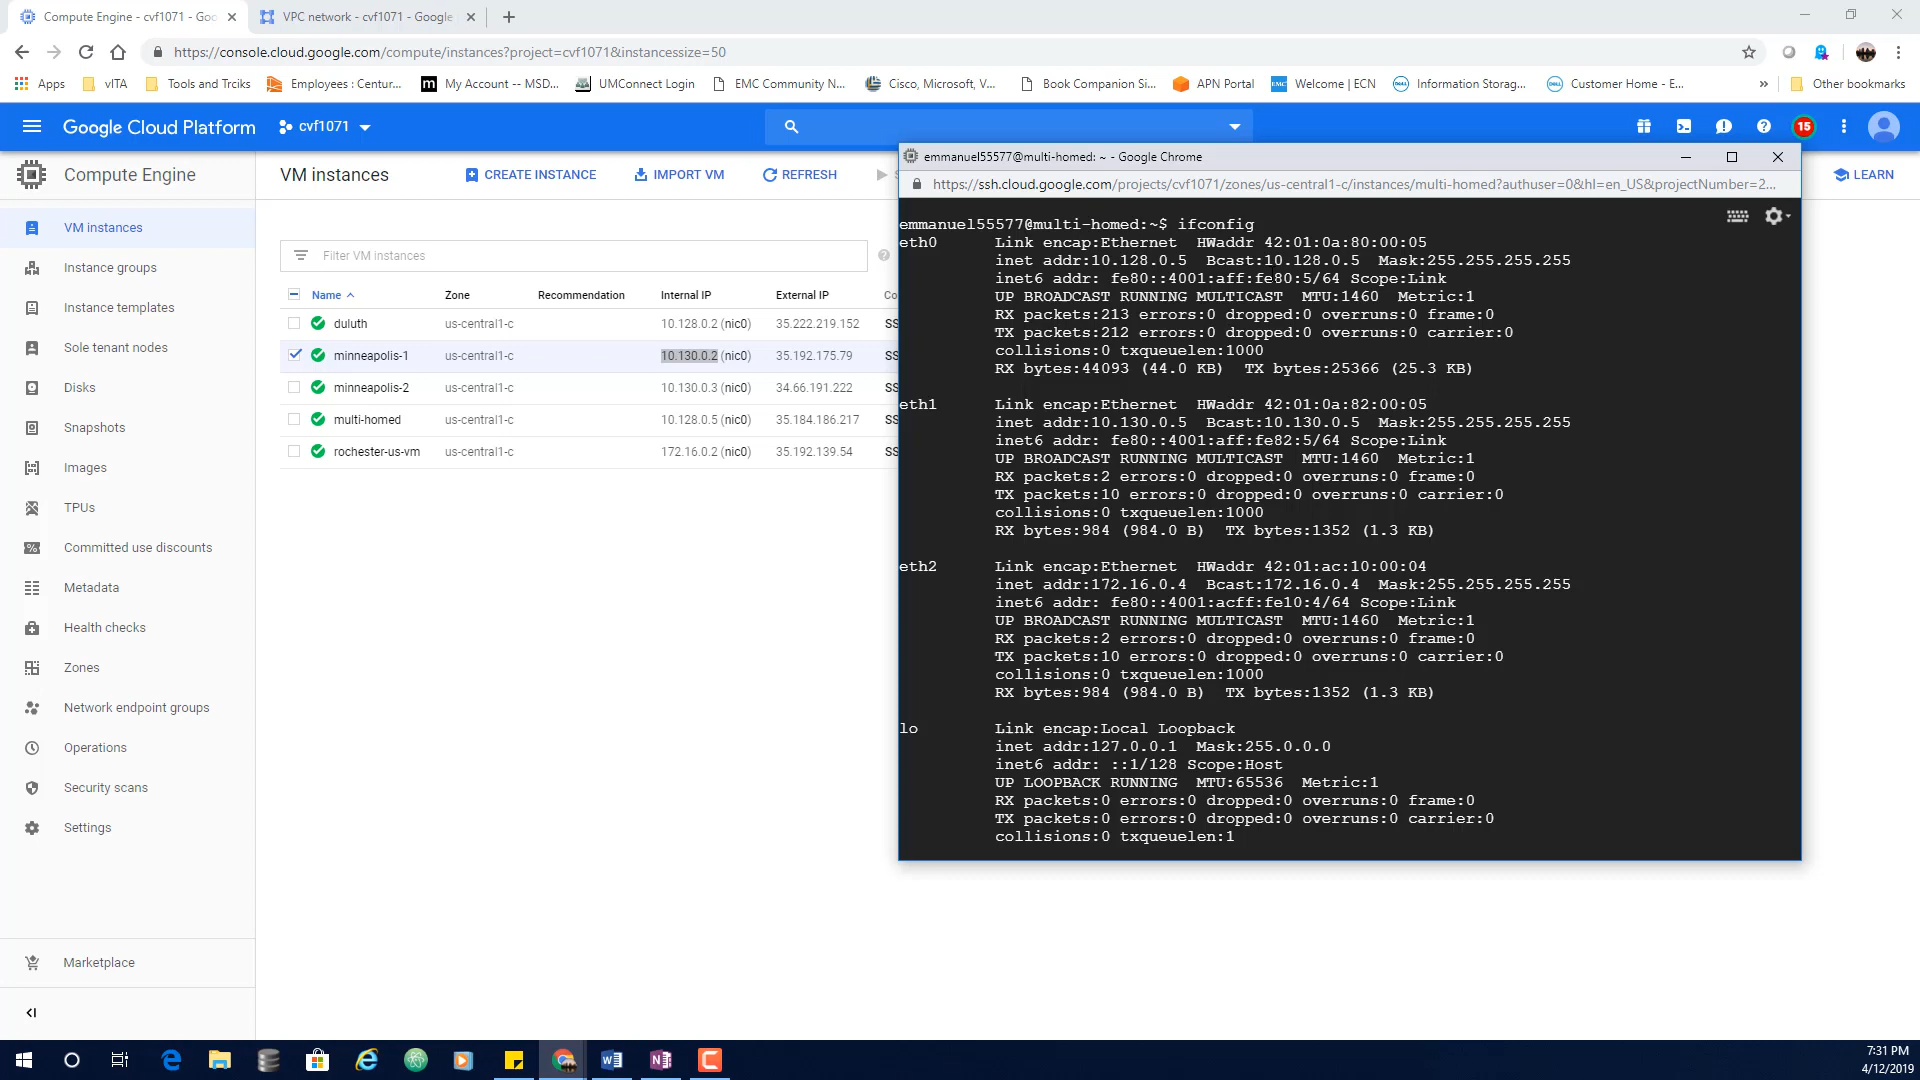 Compute Engine - cvf1071 - Goo
VPC network - cvf1071 - Google
https://console.cloud.google.com/compute/instances?project=cvf1071&instancessize=50
Apps
vITA
Tools and Trciks
Employees : Centur...
m
My Account -- MSD...
UMConnect Login
EMC Community N...
Cisco, Microsoft, V...
Book Companion Si...
APN Portal
EMC
Welcome | ECN
DELL
Information Storag...
DELL
Customer Home - E...
»
Other bookmarks
Google Cloud Platform
cvf1071
15
Compute Engine
VM instances
CREATE INSTANCE
IMPORT VM
REFRESH
S
LEARN
VM instances
Instance groups
Instance templates
Sole tenant nodes
Disks
Snapshots
Images
TPUs
Committed use discounts
Metadata
Health checks
Zones
Network endpoint groups
Operations
Security scans
Settings
Marketplace
Filter VM instances
Name Zone Recommendation Internal IP External IP Co
duluth us-central1-c 10.128.0.2 (nic0) 35.222.219.152 SS
minneapolis-1 us-central1-c 10.130.0.2 (nic0) 35.192.175.79 SS
minneapolis-2 us-central1-c 10.130.0.3 (nic0) 34.66.191.222 SS
multi-homed us-central1-c 10.128.0.5 (nic0) 35.184.186.217 SS
rochester-us-vm us-central1-c 172.16.0.2 (nic0) 35.192.139.54 SS
emmanuel55577@multi-homed: ~ - Google Chrome
https://ssh.cloud.google.com/projects/cvf1071/zones/us-central1-c/instances/multi-homed?authuser=0&hl=en_US&projectNumber=2...
emmanuel55577@multi-homed:~$ ifconfig
eth0 Link encap:Ethernet HWaddr 42:01:0a:80:00:05
inet addr:10.128.0.5 Bcast:10.128.0.5 Mask:255.255.255.255
inet6 addr: fe80::4001:aff:fe80:5/64 Scope:Link
UP BROADCAST RUNNING MULTICAST MTU:1460 Metric:1
RX packets:213 errors:0 dropped:0 overruns:0 frame:0
TX packets:212 errors:0 dropped:0 overruns:0 carrier:0
collisions:0 txqueuelen:1000
RX bytes:44093 (44.0 KB) TX bytes:25366 (25.3 KB)
eth1 Link encap:Ethernet HWaddr 42:01:0a:82:00:05
inet addr:10.130.0.5 Bcast:10.130.0.5 Mask:255.255.255.255
inet6 addr: fe80::4001:aff:fe82:5/64 Scope:Link
UP BROADCAST RUNNING MULTICAST MTU:1460 Metric:1
RX packets:2 errors:0 dropped:0 overruns:0 frame:0
TX packets:10 errors:0 dropped:0 overruns:0 carrier:0
collisions:0 txqueuelen:1000
RX bytes:984 (984.0 B) TX bytes:1352 (1.3 KB)
eth2 Link encap:Ethernet HWaddr 42:01:ac:10:00:04
inet addr:172.16.0.4 Bcast:172.16.0.4 Mask:255.255.255.255
inet6 addr: fe80::4001:acff:fe10:4/64 Scope:Link
UP BROADCAST RUNNING MULTICAST MTU:1460 Metric:1
RX packets:2 errors:0 dropped:0 overruns:0 frame:0
TX packets:10 errors:0 dropped:0 overruns:0 carrier:0
collisions:0 txqueuelen:1000
RX bytes:984 (984.0 B) TX bytes:1352 (1.3 KB)
lo Link encap:Local Loopback
inet addr:127.0.0.1 Mask:255.0.0.0
inet6 addr: ::1/128 Scope:Host
UP LOOPBACK RUNNING MTU:65536 Metric:1
RX packets:0 errors:0 dropped:0 overruns:0 frame:0
TX packets:0 errors:0 dropped:0 overruns:0 carrier:0
collisions:0 txqueuelen:1
7:31 PM
4/12/2019